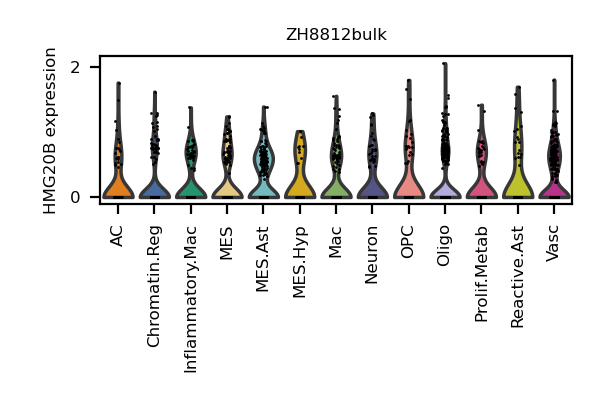 ZH8812bulk
HMG20B expression
2
0
AC
Chromatin.Reg
Inflammatory.Mac
MES
MES.Ast
MES.Hyp
Mac
Neuron
OPC
Oligo
Prolif.Metab
Reactive.Ast
Vasc